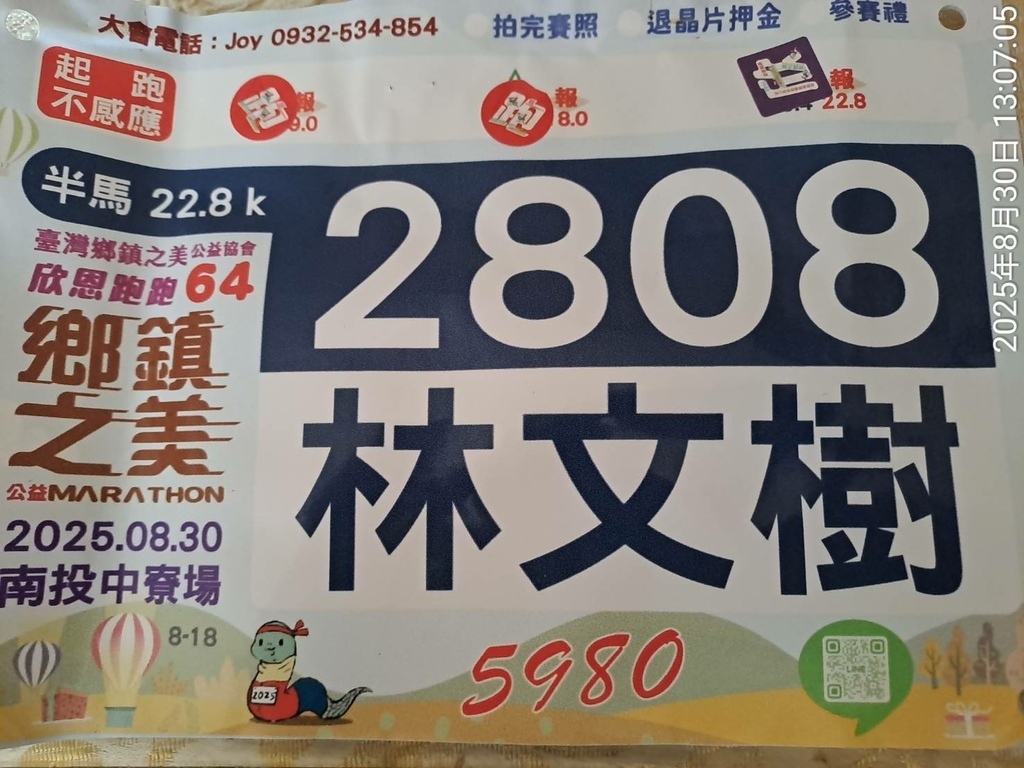 大會電話：Joy 0932-534-854
拍完賽照
退晶片押金
參賽禮
起跑
不感應
報
9.0
報
8.0
報
22.8
半馬 22.8 k
2808
臺灣鄉鎮之美公益協會
欣恩跑跑 64
鄉鎮
之美
公益MARATHON
2025.08.30
南投中寮場
林文樹
8-18
2025
5980
LINE
2025年8月30日 13:07:05